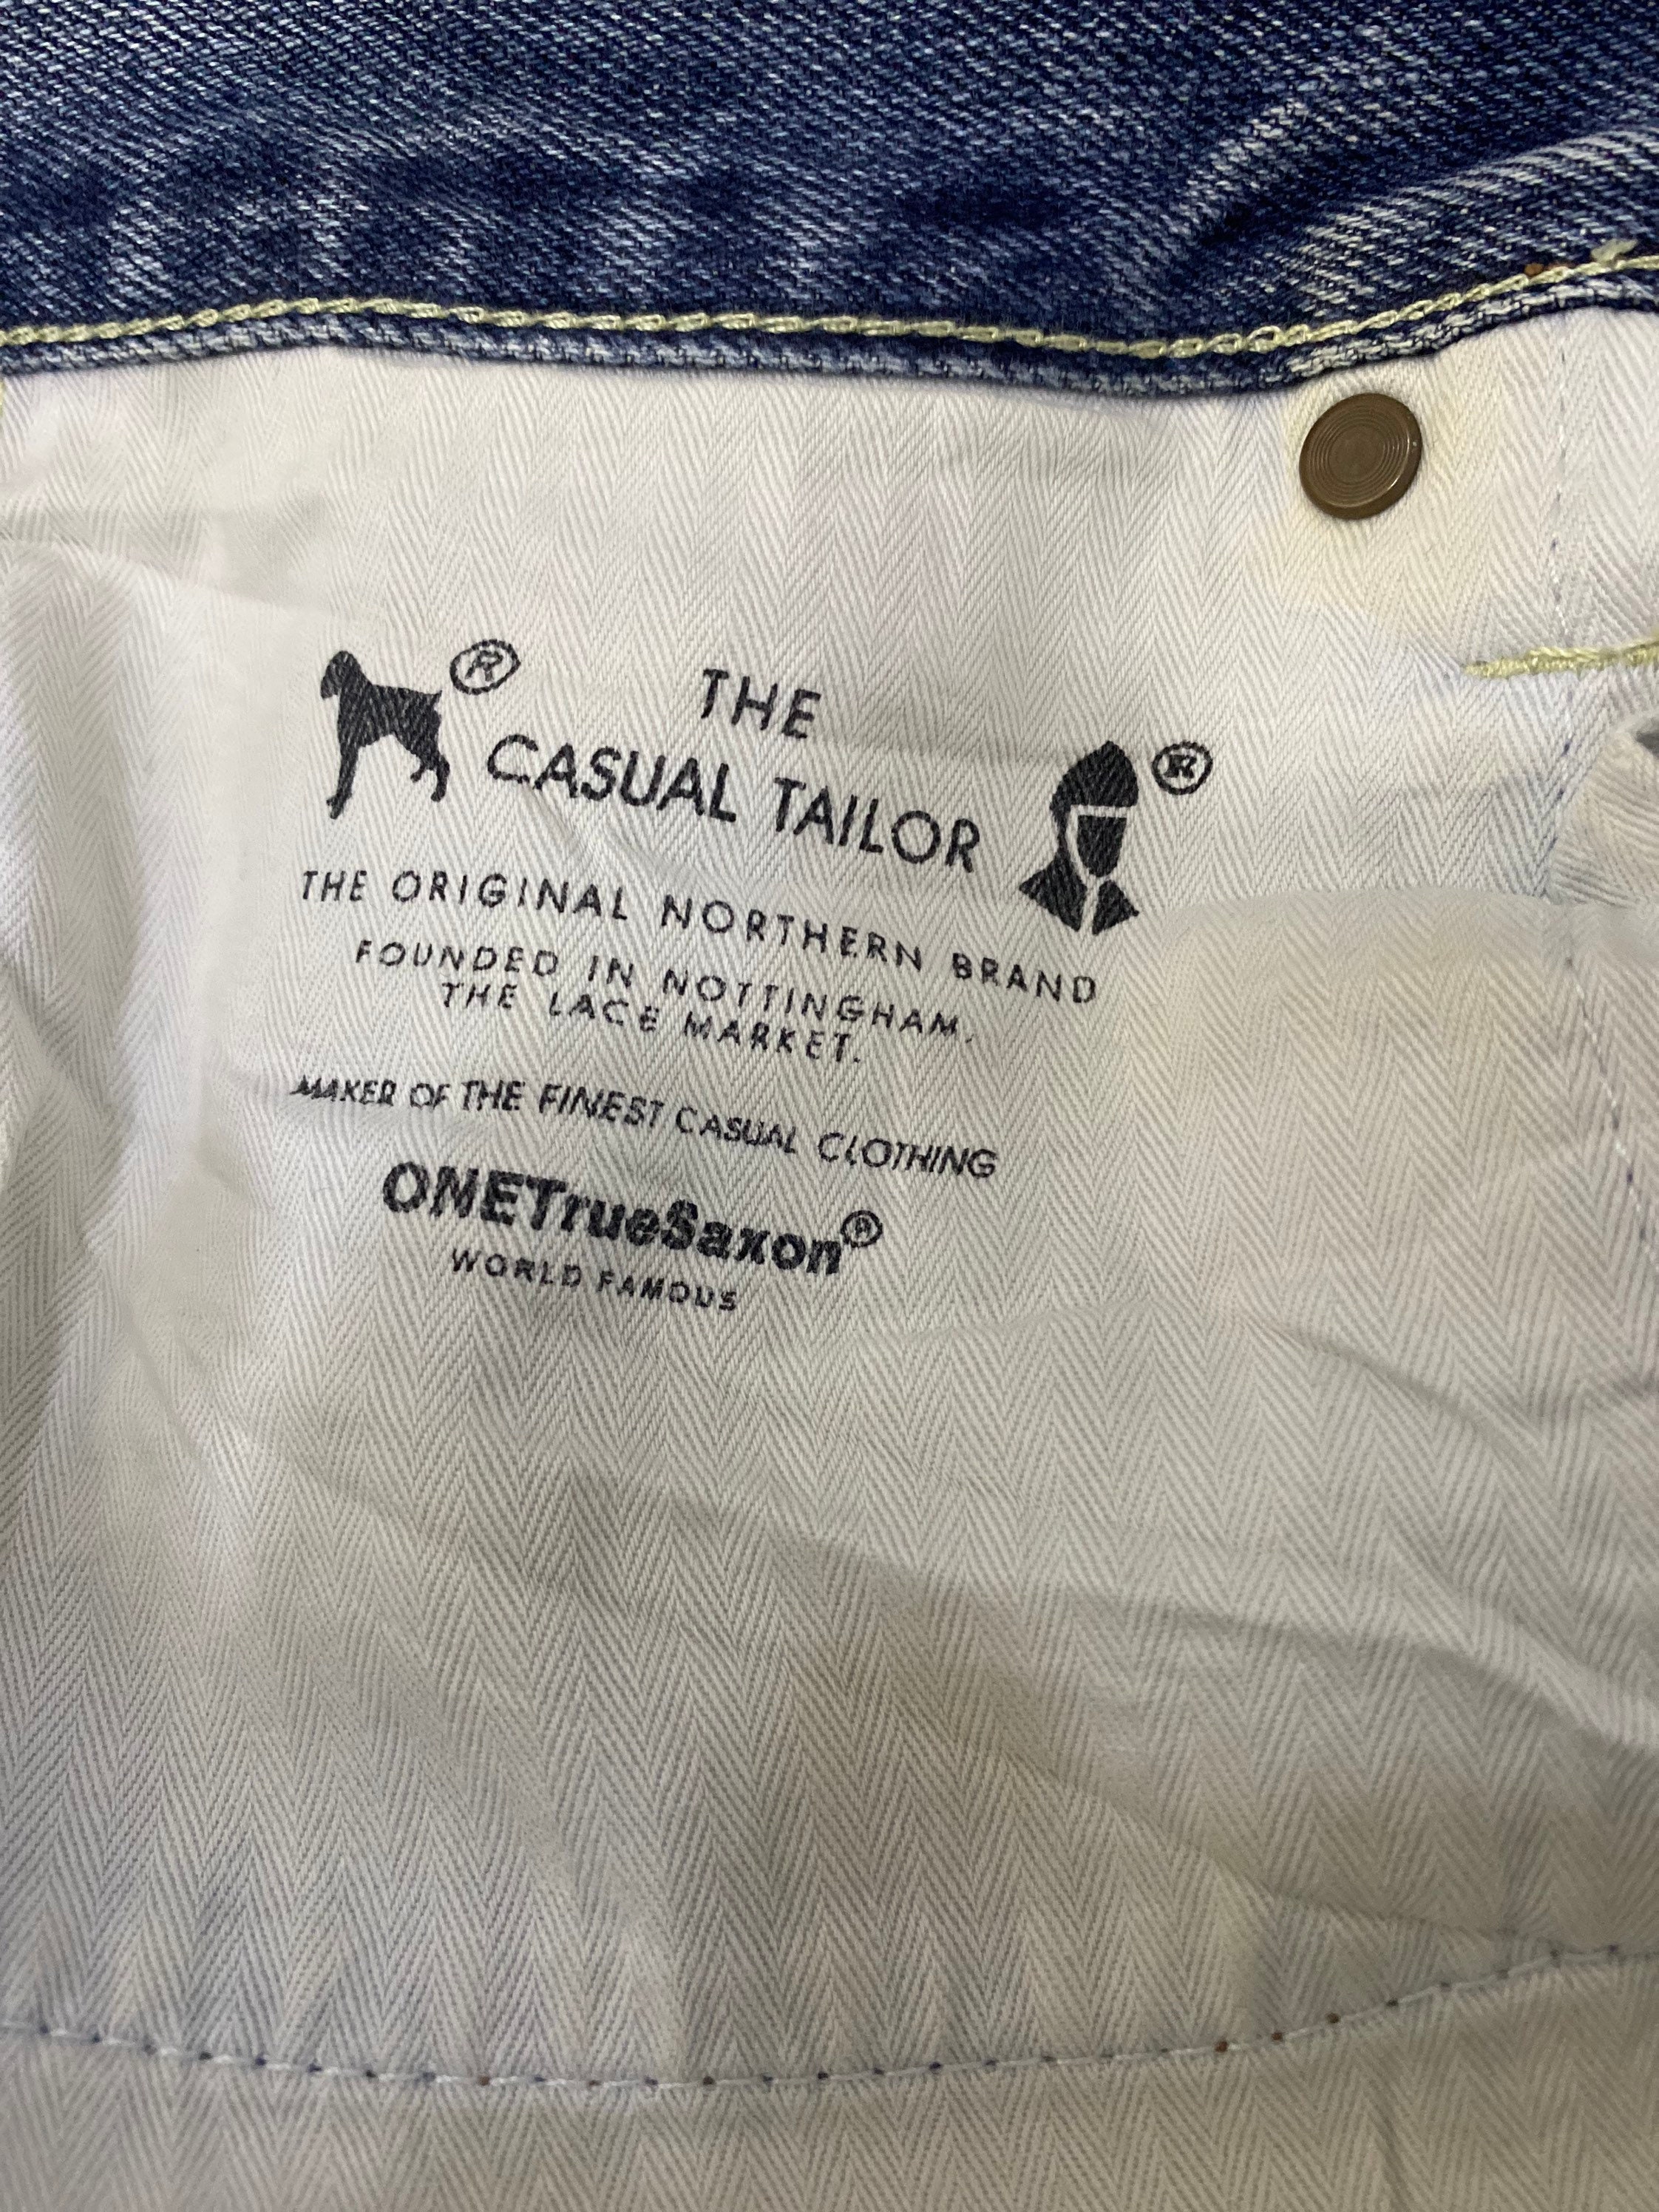 ®
THE
CASUAL TAILOR
®
THE ORIGINAL NORTHERN BRAND
FOUNDED IN NOTTINGHAM.
THE LACE MARKET.
MAKER OF THE FINEST CASUAL CLOTHING
ONETrueSaxon®
WORLD FAMOUS